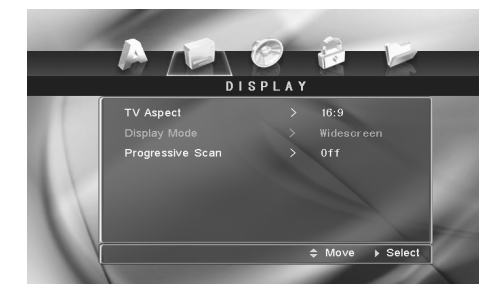 DISPLAY
TV Aspect > 16:9
Display Mode > Widescreen
Progressive Scan > Off
Move Select